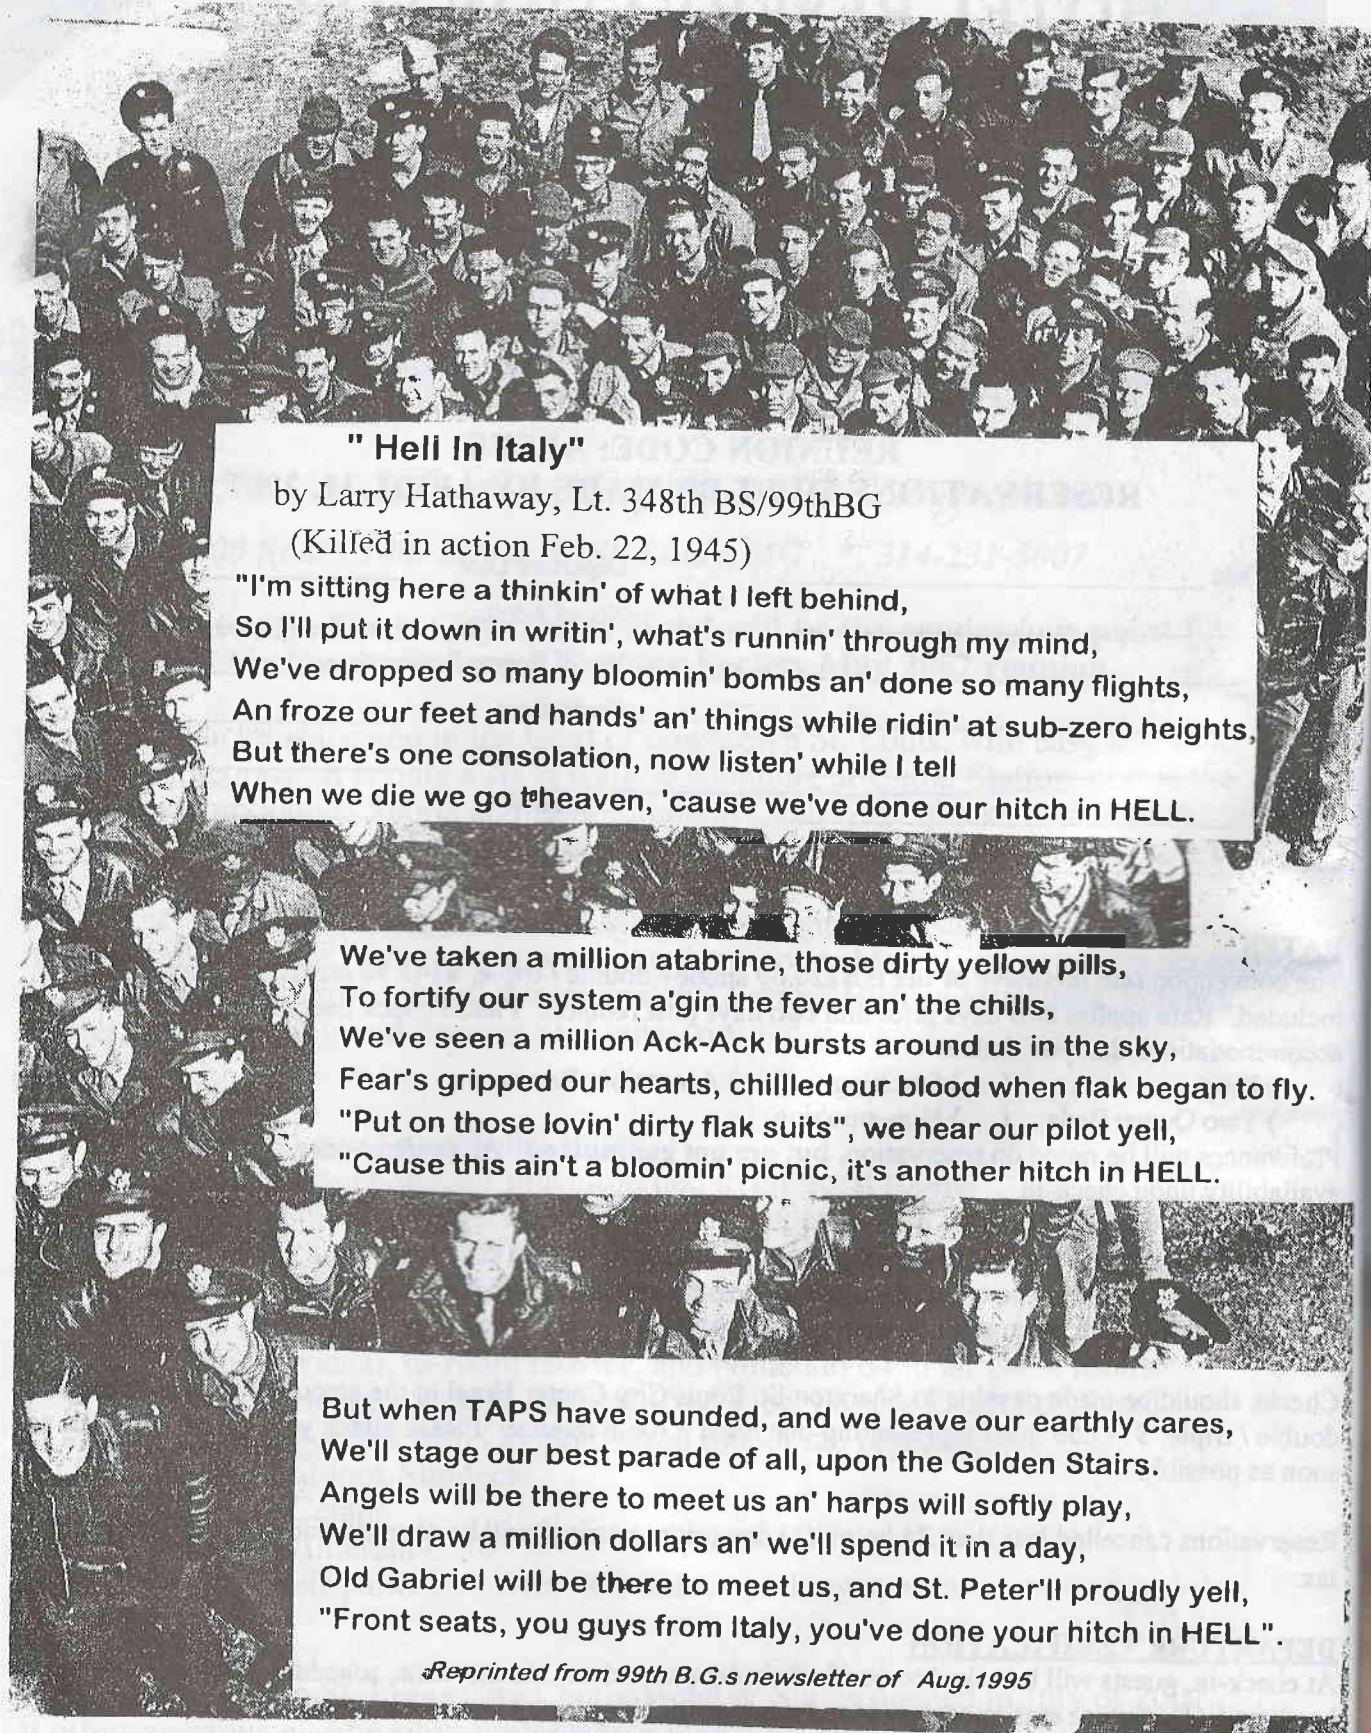 " Hell In Italy"
by Larry Hathaway, Lt. 348th BS/99thBG
(Killed in action Feb. 22, 1945)
"I'm sitting here a thinkin' of what I left behind,
So I'll put it down in writin', what's runnin' through my mind,
We've dropped so many bloomin' bombs an' done so many flights,
An froze our feet and hands' an' things while ridin' at sub-zero heights,
But there's one consolation, now listen' while I tell
When we die we go to heaven, 'cause we've done our hitch in HELL.
We've taken a million atabrine, those dirty yellow pills,
To fortify our system a'gin the fever an' the chills,
We've seen a million Ack-Ack bursts around us in the sky,
Fear's gripped our hearts, chillled our blood when flak began to fly.
"Put on those lovin' dirty flak suits", we hear our pilot yell,
"Cause this ain't a bloomin' picnic, it's another hitch in HELL.
But when TAPS have sounded, and we leave our earthly cares,
We'll stage our best parade of all, upon the Golden Stairs.
Angels will be there to meet us an' harps will softly play,
We'll draw a million dollars an' we'll spend it in a day,
Old Gabriel will be there to meet us, and St. Peter'll proudly yell,
"Front seats, you guys from Italy, you've done your hitch in HELL".
Reprinted from 99th B.G.s newsletter of Aug. 1995